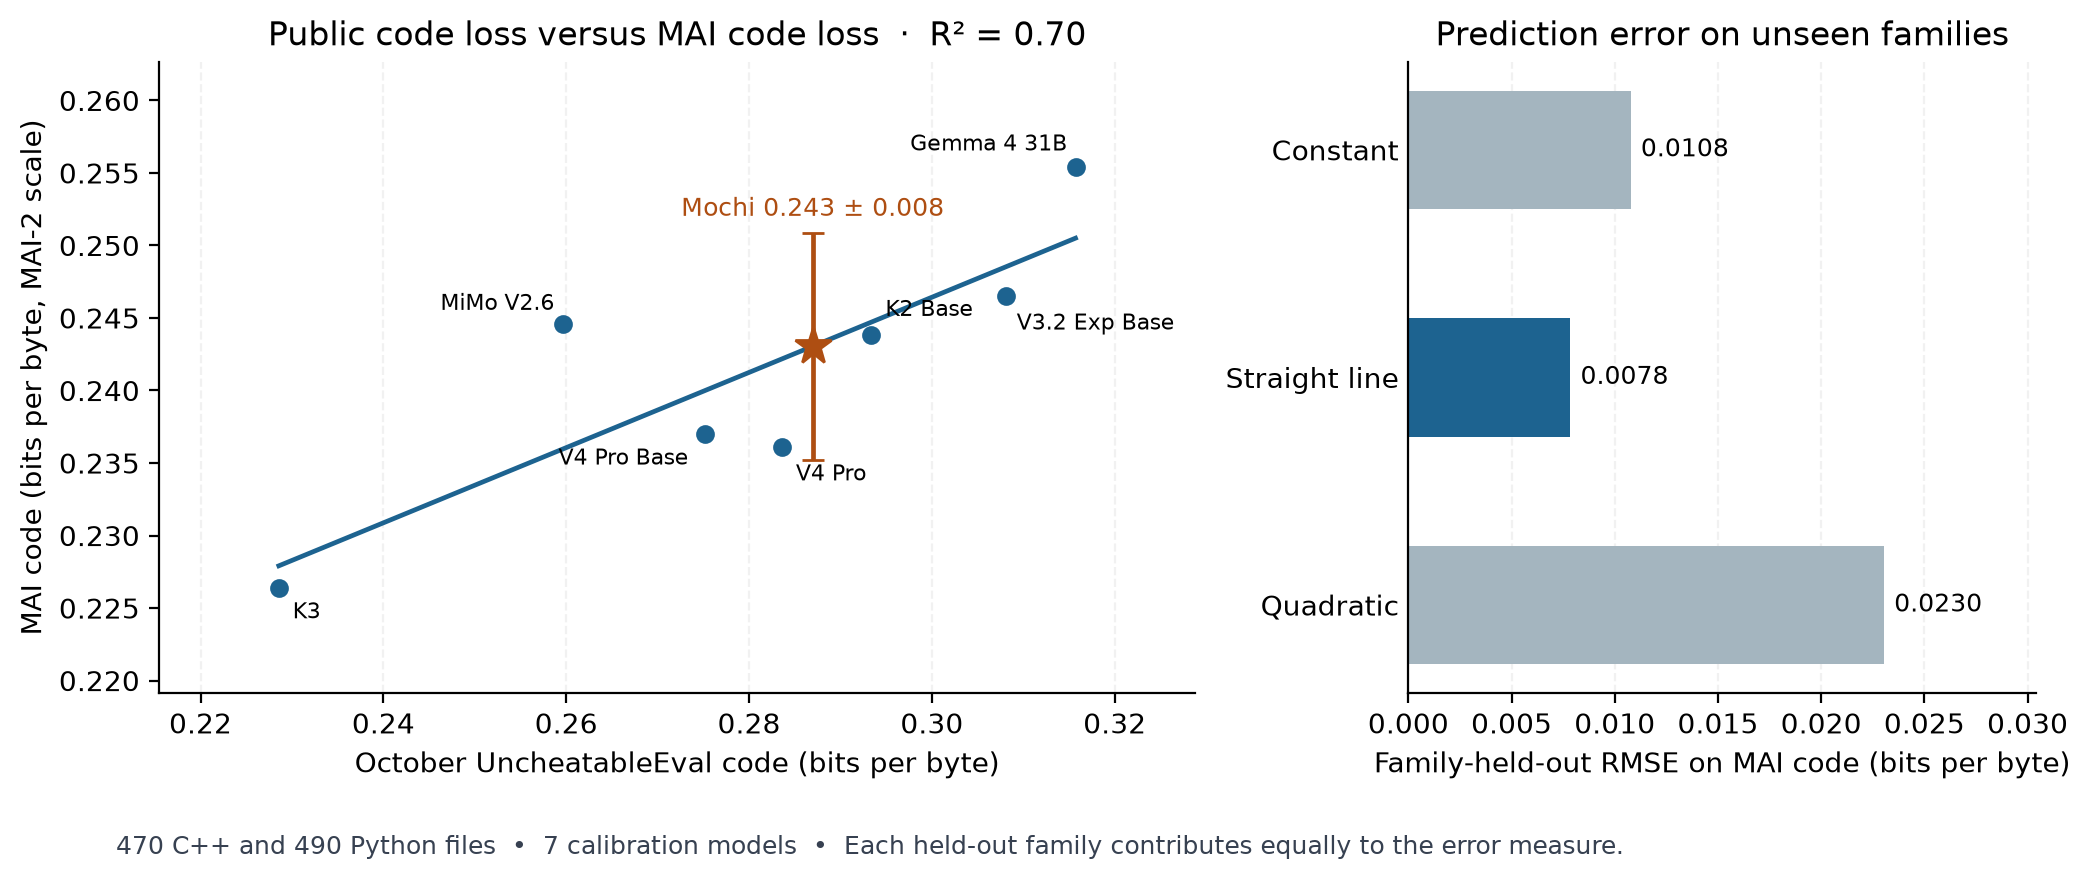 Public code loss versus MAI code loss · R² = 0.70
MAI code (bits per byte, MAI-2 scale)
0.260
0.255
0.250
0.245
0.240
0.235
0.230
0.225
0.220
Gemma 4 31B
Mochi 0.243 ± 0.008
MiMo V2.6
K2 Base
V3.2 Exp Base
V4 Pro Base
V4 Pro
K3
0.22 0.24 0.26 0.28 0.30 0.32
October UncheatableEval code (bits per byte)
Prediction error on unseen families
Constant
0.0108
Straight line
0.0078
Quadratic
0.0230
0.000 0.005 0.010 0.015 0.020 0.025 0.030
Family-held-out RMSE on MAI code (bits per byte)
470 C++ and 490 Python files • 7 calibration models • Each held-out family contributes equally to the error measure.